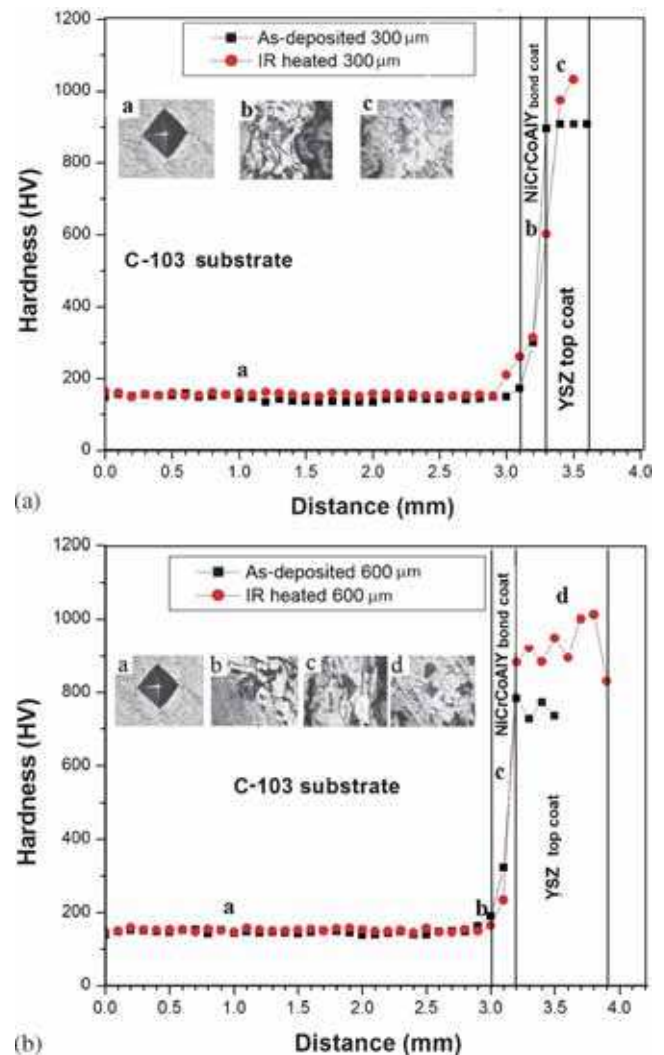 1200
As-deposited 300 μm
IR heated 300 μm
1000
a
b
c
c
NiCrCoAlY bond coat
800
600
b
C-103 substrate
YSZ top coat
400
a
200
0
0.0 0.5 1.0 1.5 2.0 2.5 3.0 3.5 4.0
Hardness (HV)
Distance (mm)
(a)
1200
As-deposited 600 μm
IR heated 600 μm
1000
a
b
c
d
d
NiCrCoAlY bond coat
800
600
c
C-103 substrate
YSZ top coat
400
a
b
200
0
0.0 0.5 1.0 1.5 2.0 2.5 3.0 3.5 4.0
Hardness (HV)
Distance (mm)
(b)